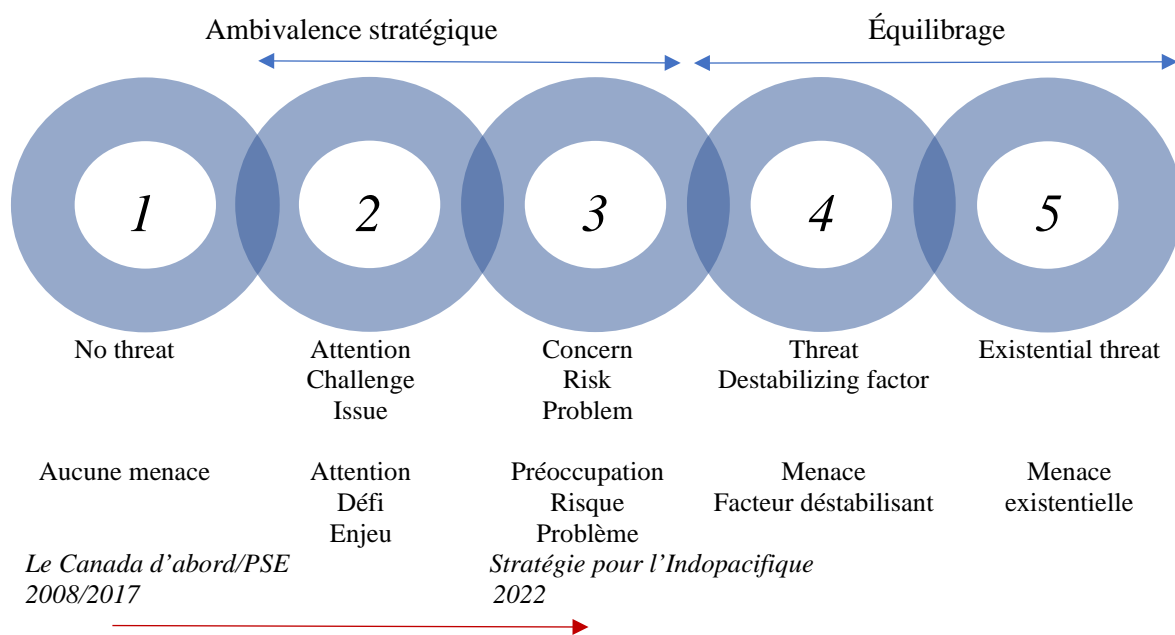 Ambivalence stratégique
Équilibrage
1
2
3
4
5
No threat
Attention
Challenge
Issue
Concern
Risk
Problem
Threat
Destabilizing factor
Existential threat
Aucune menace
Attention
Défi
Enjeu
Préoccupation
Risque
Problème
Menace
Facteur déstabilisant
Menace
existentielle
Le Canada d’abord/PSE
2008/2017
Stratégie pour l’Indopacifique
2022